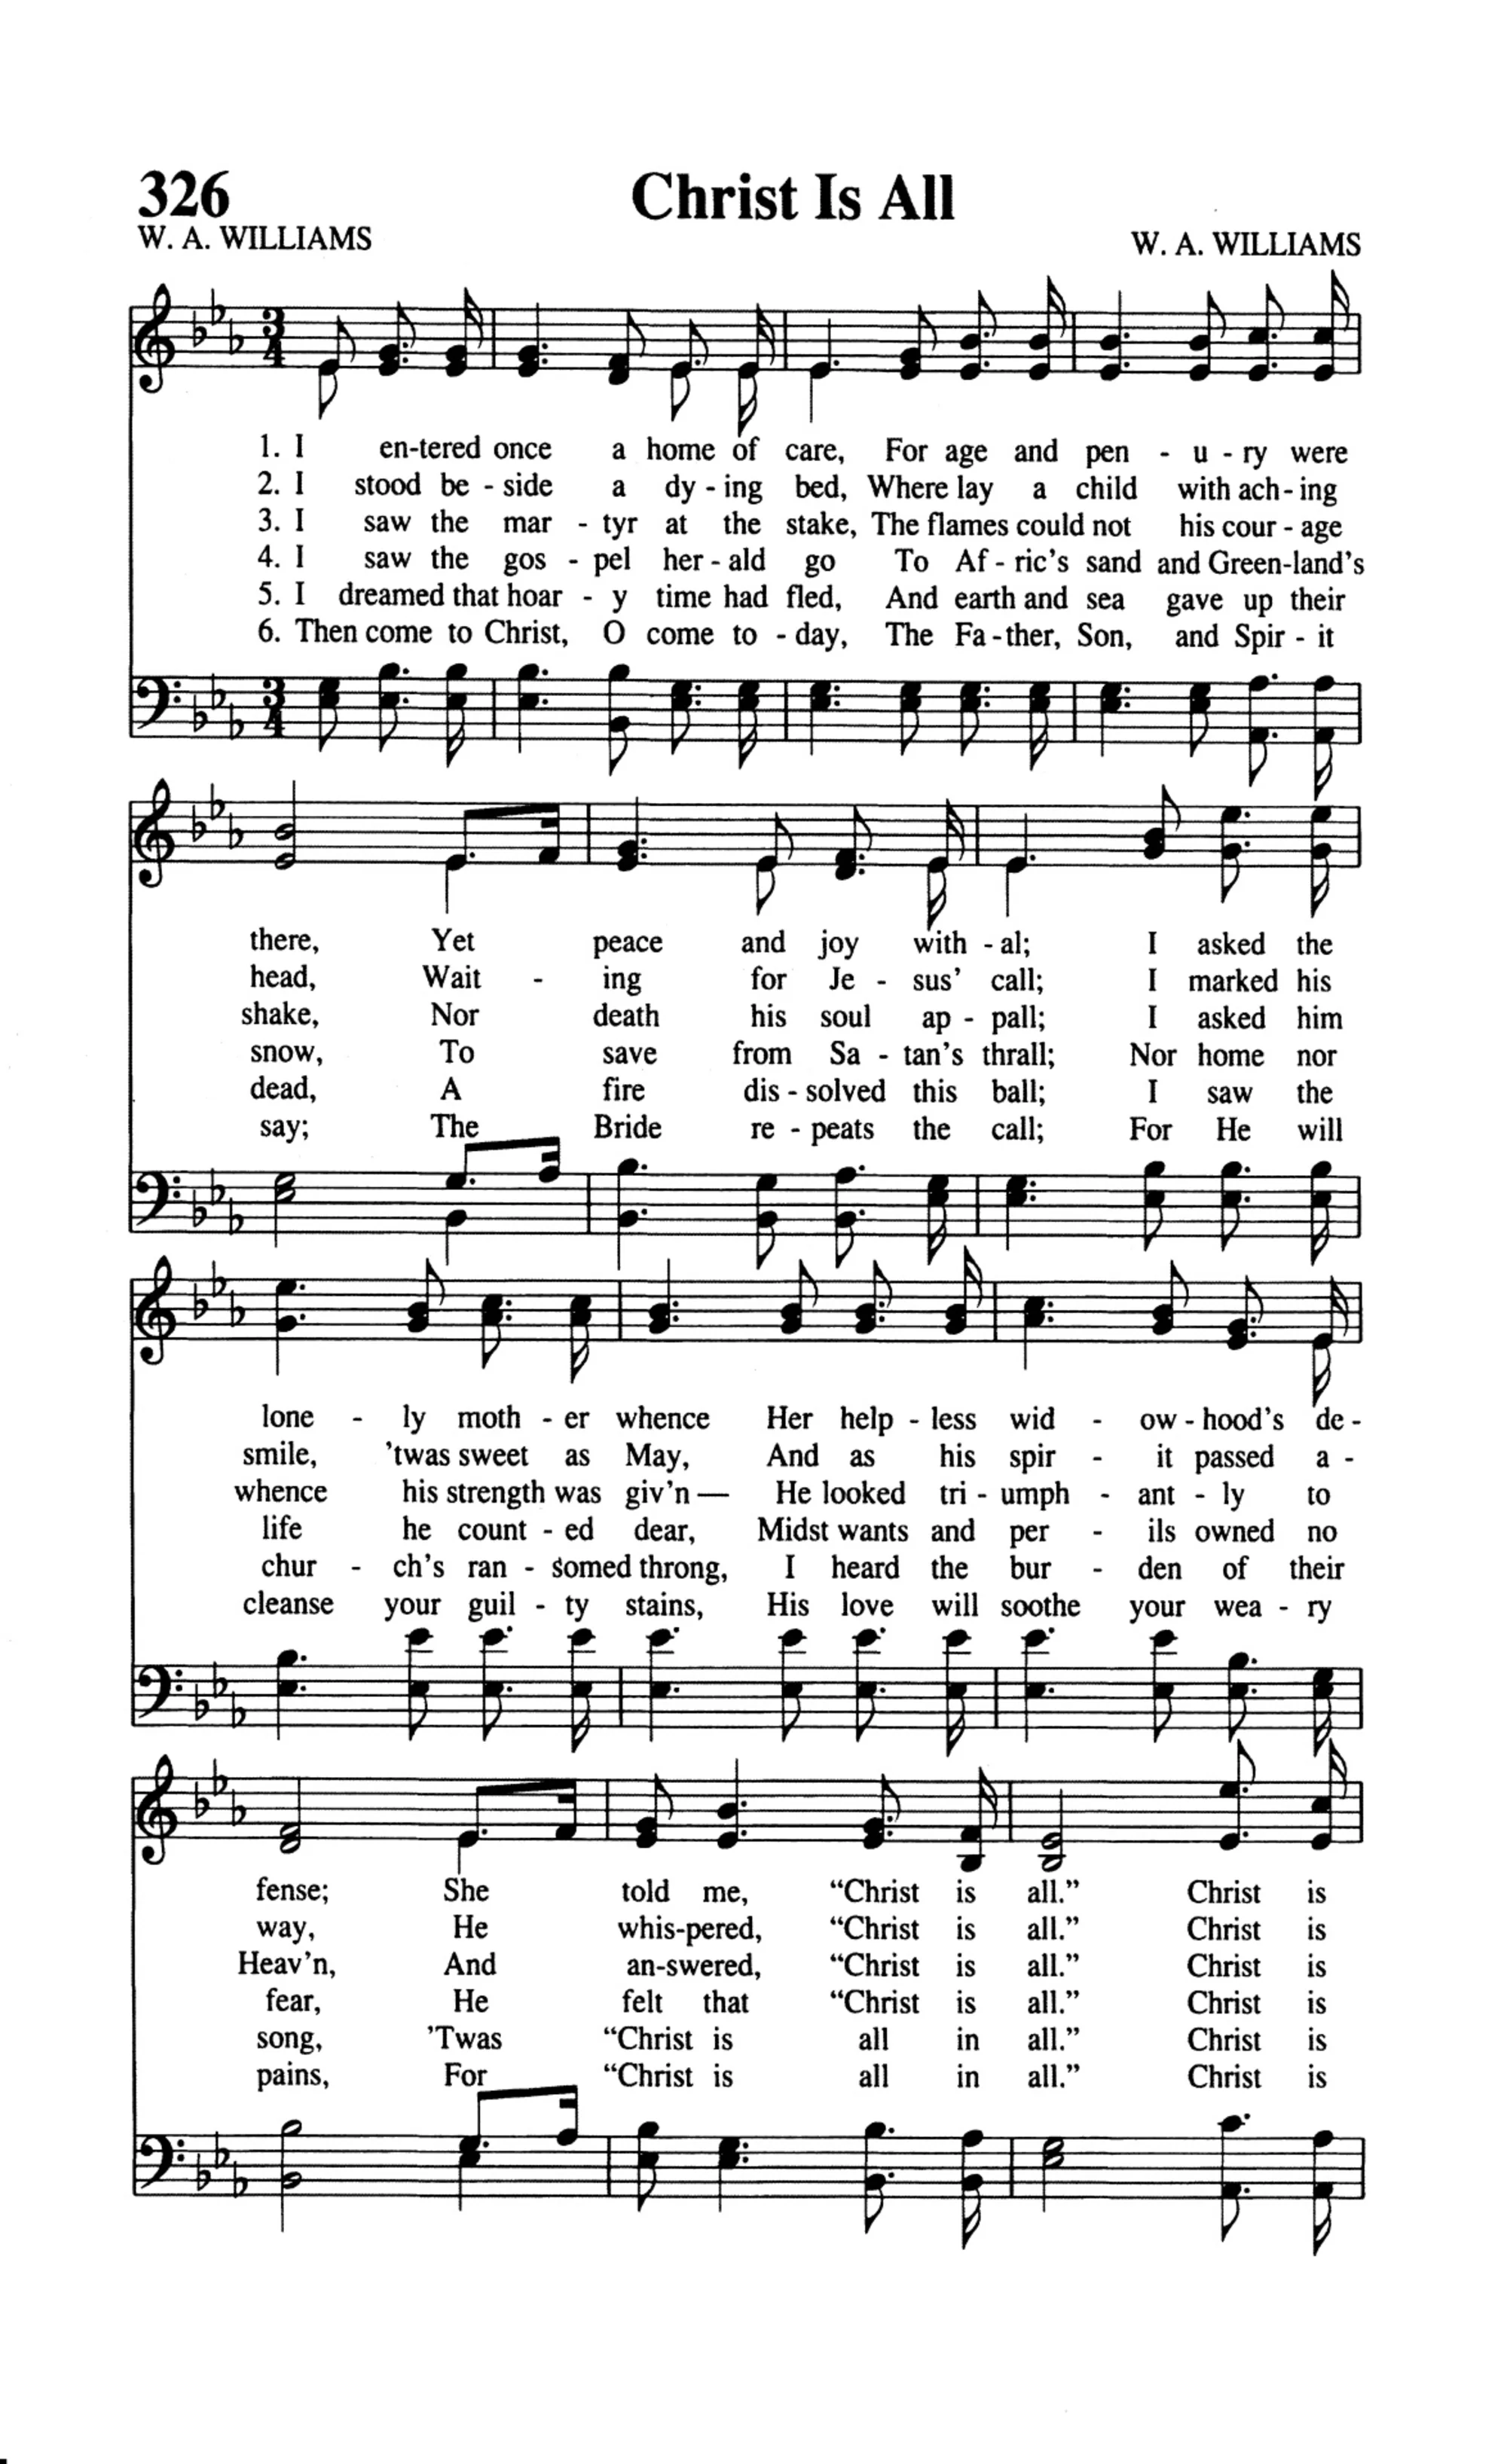 326
Christ Is All
W. A. WILLIAMS
W. A. WILLIAMS
3
4
1. I en-tered once a home of care, For age and pen - u - ry were
2. I stood be - side a dy - ing bed, Where lay a child with ach - ing
3. I saw the mar - tyr at the stake, The flames could not his cour - age
4. I saw the gos - pel her - ald go To Af - ric's sand and Green-land's
5. I dreamed that hoar - y time had fled, And earth and sea gave up their
6. Then come to Christ, O come to - day, The Fa - ther, Son, and Spir - it
3
4
there, Yet peace and joy with - al; I asked the
head, Wait - ing for Je - sus' call; I marked his
shake, Nor death his soul ap - pall; I asked him
snow, To save from Sa - tan's thrall; Nor home nor
dead, A fire dis - solved this ball; I saw the
say; The Bride re - peats the call; For He will
lone - ly moth - er whence Her help - less wid - ow - hood's de -
smile, 'twas sweet as May, And as his spir - it passed a -
whence his strength was giv'n— He looked tri - umph - ant - ly to
life he count - ed dear, Midst wants and per - ils owned no
chur - ch's ran - somed throng, I heard the bur - den of their
cleanse your guil - ty stains, His love will soothe your wea - ry
fense; She told me, “Christ is all.” Christ is
way, He whis-pered, “Christ is all.” Christ is
Heav'n, And an-swered, “Christ is all.” Christ is
fear, He felt that “Christ is all.” Christ is
song, 'Twas “Christ is all in all.” Christ is
pains, For “Christ is all in all.” Christ is